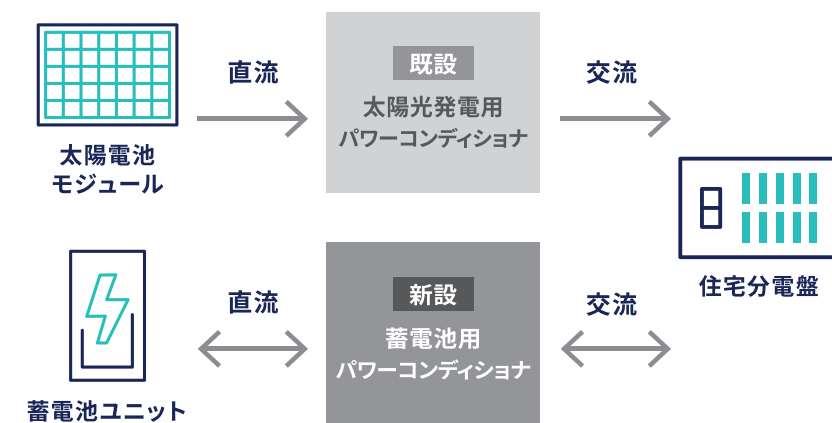 直流
既設
太陽光発電用
パワーコンディショナ
交流
太陽電池
モジュール
住宅分電盤
直流
新設
蓄電池用
パワーコンディショナ
交流
蓄電池ユニット